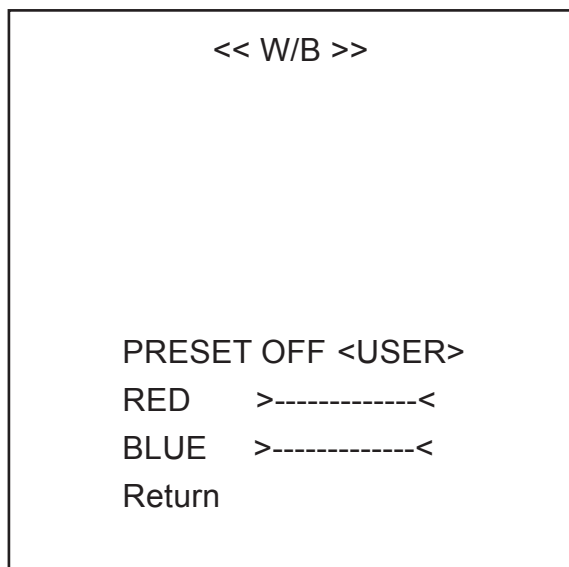 << W/B >>
PRESET OFF <USER>
RED >-------------<
BLUE >-------------<
Return